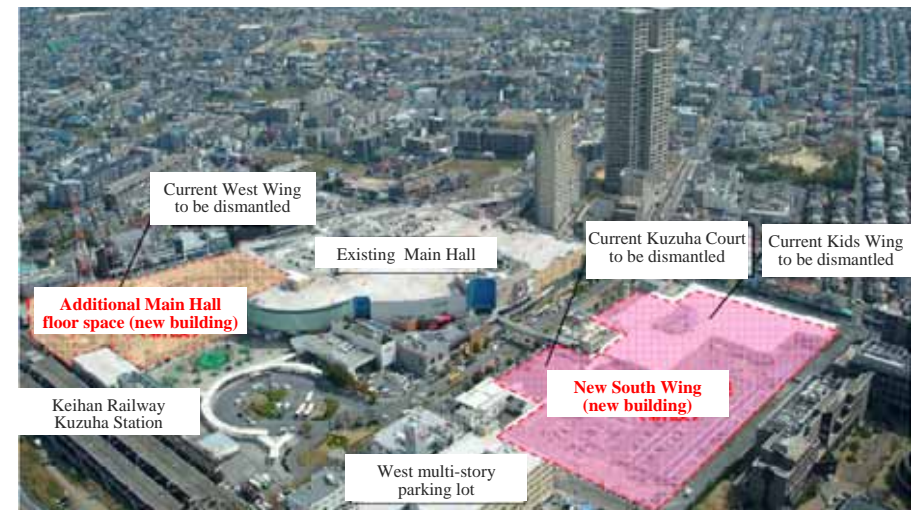 Current West Wing
to be dismantled
Existing Main Hall
Current Kuzuha Court
to be dismantled
Current Kids Wing
to be dismantled
Additional Main Hall
floor space (new building)
New South Wing
(new building)
Keihan Railway
Kuzuha Station
West multi-story
parking lot